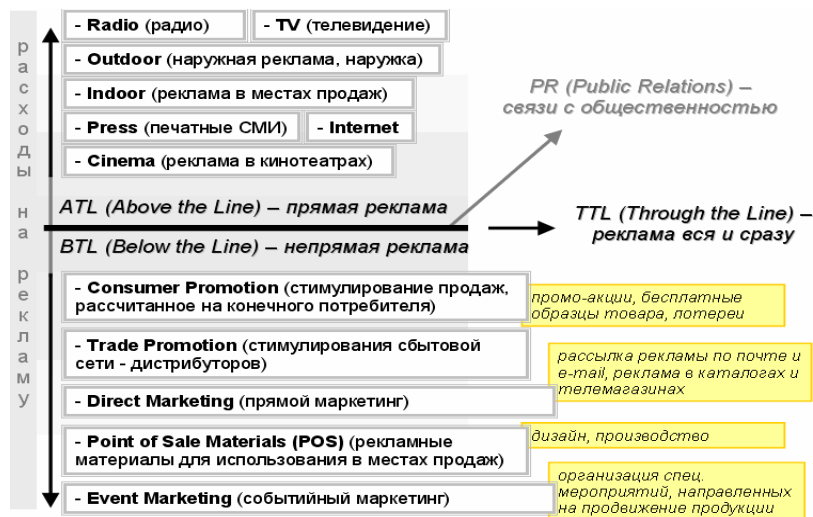 расходы на рекламу
- Radio (радио)
- TV (телевидение)
- Outdoor (наружная реклама, наружка)
- Indoor (реклама в местах продаж)
- Press (печатные СМИ)
- Internet
- Cinema (реклама в кинотеатрах)
PR (Public Relations) –
связи с общественностью
ATL (Above the Line) – прямая реклама
BTL (Below the Line) – непрямая реклама
TTL (Through the Line) –
реклама вся и сразу
- Consumer Promotion (стимулирование продаж,
рассчитанное на конечного потребителя)
промо-акции, бесплатные
образцы товара, лотереи
- Trade Promotion (стимулирования сбытовой
сети - дистрибуторов)
рассылка рекламы по почте и
e-mail, реклама в каталогах и
телемагазинах
- Direct Marketing (прямой маркетинг)
- Point of Sale Materials (POS) (рекламные
материалы для использования в местах продаж)
дизайн, производство
- Event Marketing (событийный маркетинг)
организация спец.
мероприятий, направленных
на продвижение продукции